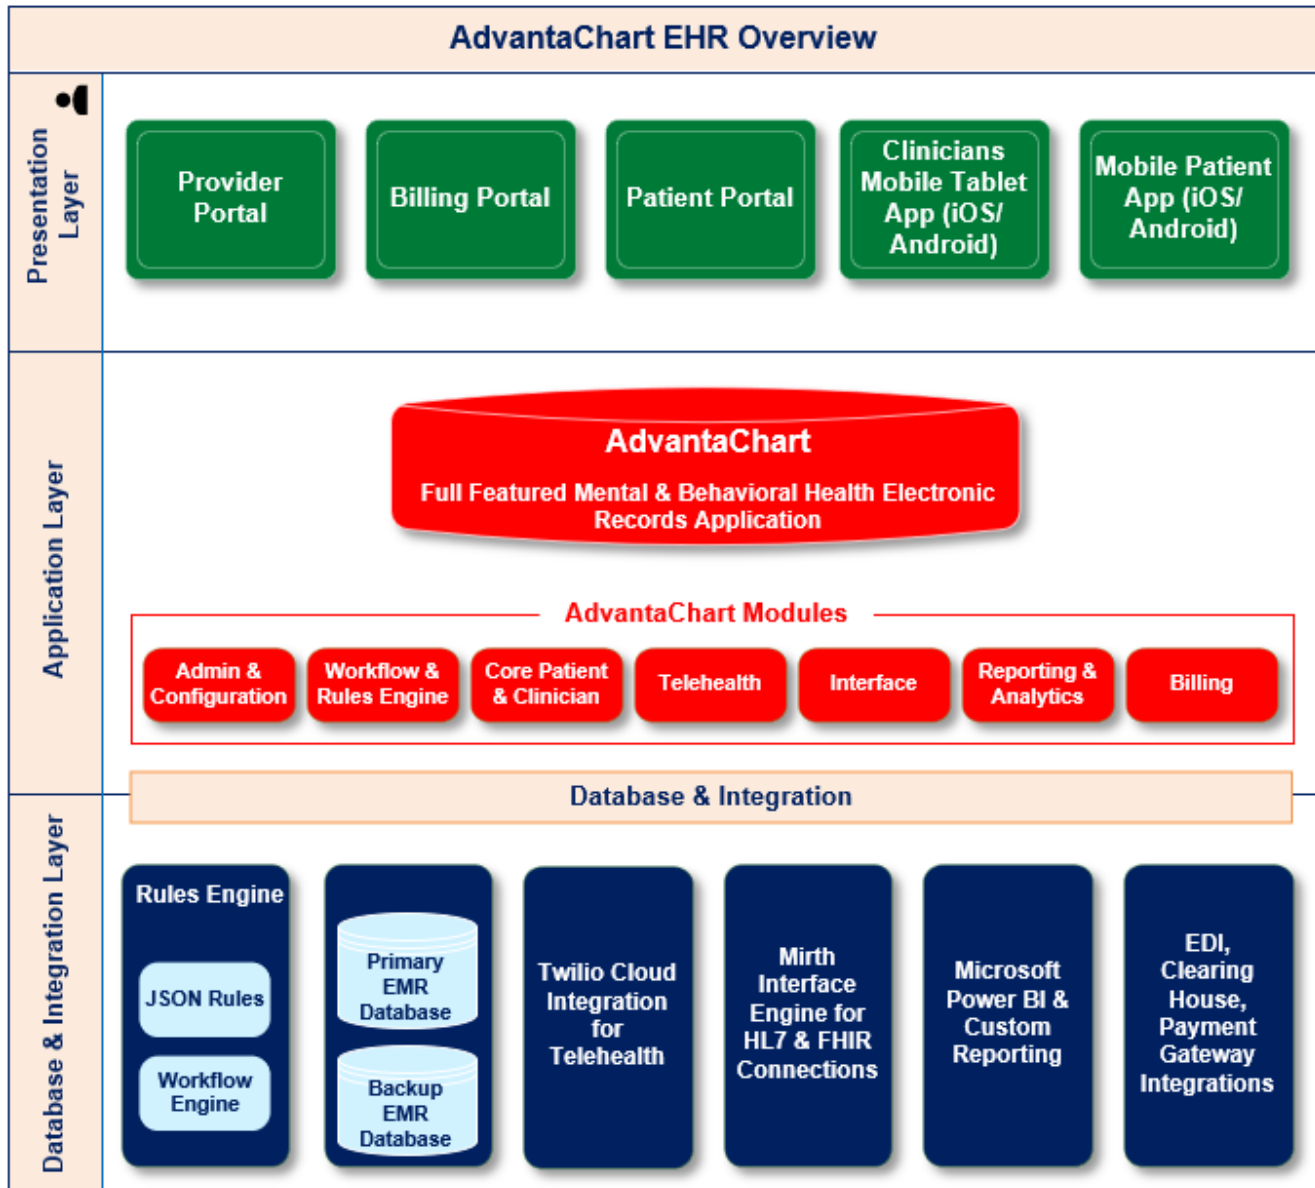 AdvantaChart EHR Overview
Presentation
Layer
Provider
Portal
Billing Portal
Patient Portal
Clinicians
Mobile Tablet
App (iOS/
Android)
Mobile Patient
App (iOS/
Android)
Application Layer
AdvantaChart
Full Featured Mental & Behavioral Health Electronic
Records Application
AdvantaChart Modules
Admin &
Configuration
Workflow &
Rules Engine
Core Patient
& Clinician
Telehealth
Interface
Reporting &
Analytics
Billing
Database & Integration
Database & Integration Layer
Rules Engine
JSON Rules
Workflow
Engine
Primary
EMR
Database
Backup
EMR
Database
Twilio Cloud
Integration
for
Telehealth
Mirth
Interface
Engine for
HL7 & FHIR
Connections
Microsoft
Power BI &
Custom
Reporting
EDI,
Clearing
House,
Payment
Gateway
Integrations